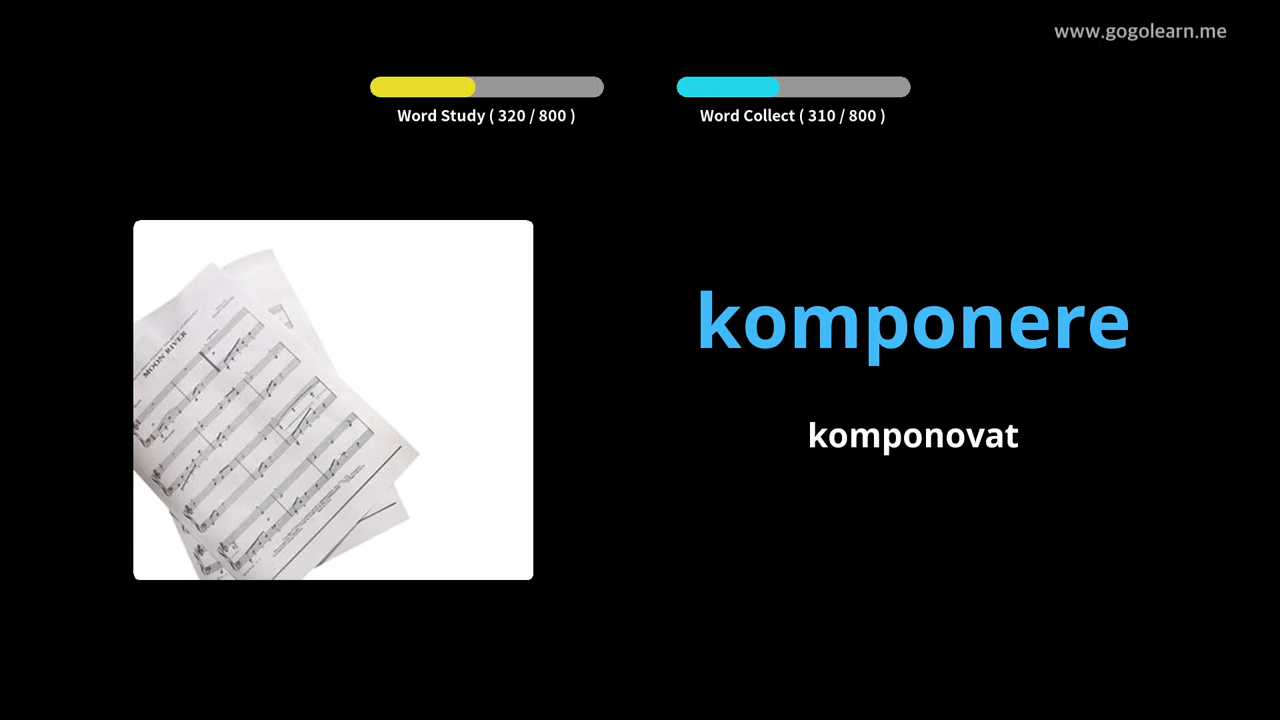 www.gogolearn.me
Word Study ( 320 / 800 )
Word Collect ( 310 / 800 )
MOON RIVER
komponere
komponovat